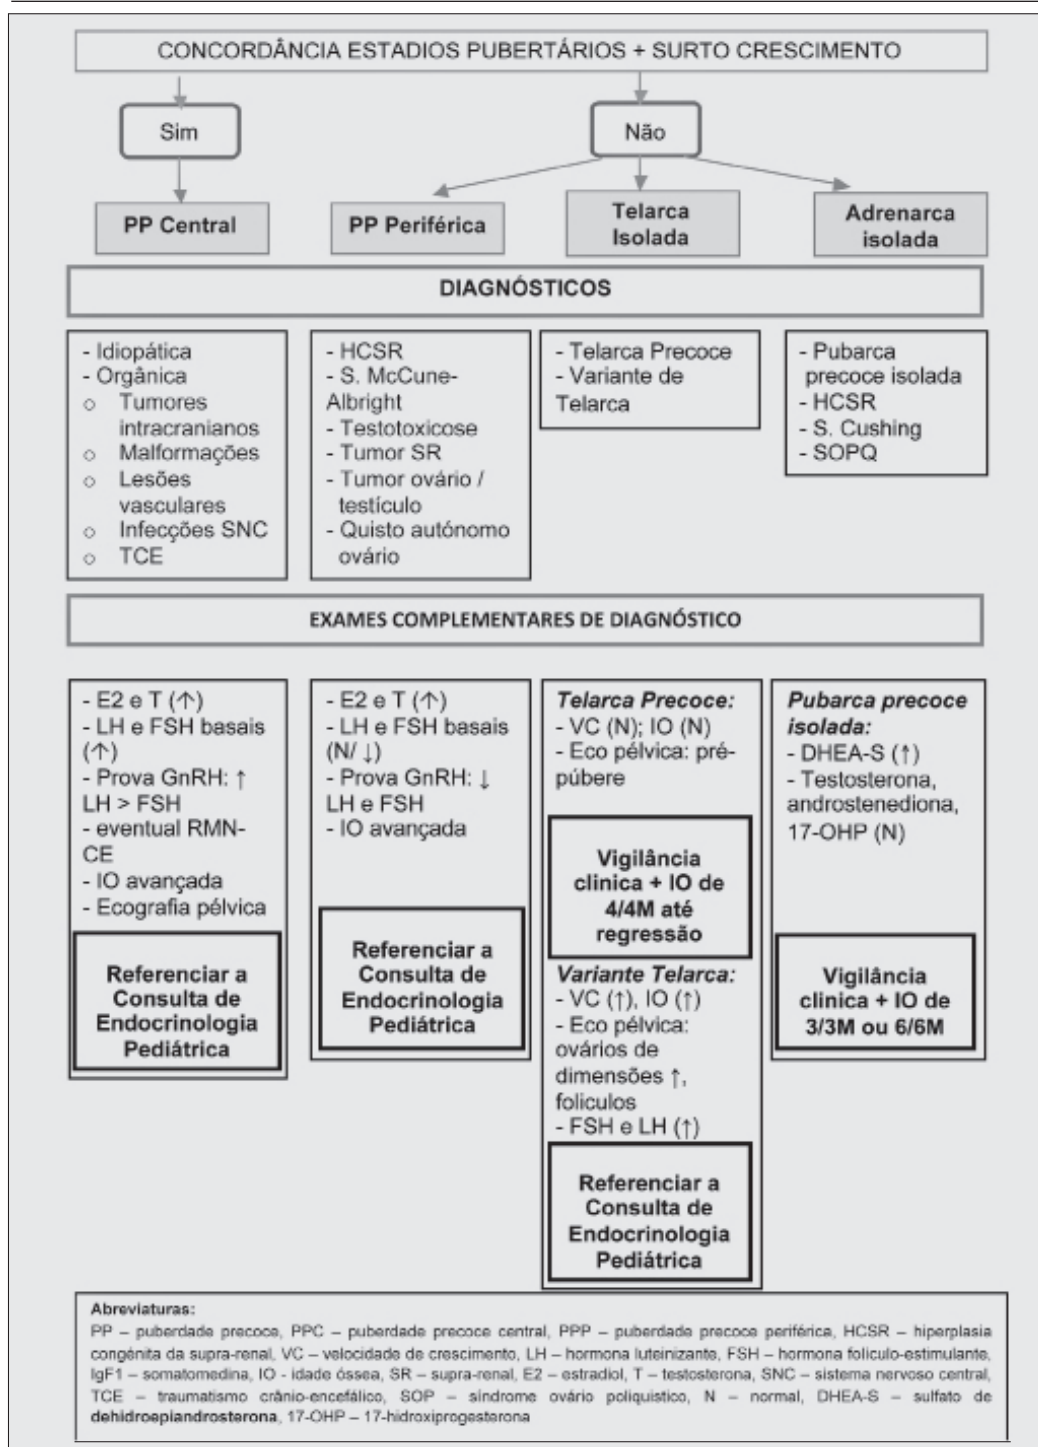 CONCORDÂNCIA ESTADIOS PUBERTÁRIOS + SURTO CRESCIMENTO
Sim
Não
PP Central
PP Periférica
Telarca
Isolada
Adrenarca
isolada
DIAGNÓSTICOS
- Idiopática
- Orgânica
o Tumores
intracranianos
o Malformações
o Lesões
vasculares
o Infecções SNC
o TCE
- HCSR
- S. McCune-
Albright
- Testotoxicose
- Tumor SR
- Tumor ovário /
testículo
- Quisto autónomo
ovário
- Telarca Precoce
- Variante de
Telarca
- Pubarca
precoce isolada
- HCSR
- S. Cushing
- SOPQ
EXAMES COMPLEMENTARES DE DIAGNÓSTICO
- E2 e T (↑)
- LH e FSH basais
(↑)
- Prova GnRH: ↑
LH > FSH
- eventual RMN-
CE
- IO avançada
- Ecografia pélvica
Referenciar a
Consulta de
Endocrinologia
Pediátrica
- E2 e T (↑)
- LH e FSH basais
(N/ ↓)
- Prova GnRH: ↓
LH e FSH
- IO avançada
Referenciar a
Consulta de
Endocrinologia
Pediátrica
Telarca Precoce:
- VC (N); IO (N)
- Eco pélvica: pré-
púbere
Vigilância
clinica + IO de
4/4M até
regressão
Variante Telarca:
- VC (↑), IO (↑)
- Eco pélvica:
ovários de
dimensões ↑,
foliculos
- FSH e LH (↑)
Referenciar a
Consulta de
Endocrinologia
Pediátrica
Pubarca precoce
isolada:
- DHEA-S (↑)
- Testosterona,
androstenediona,
17-OHP (N)
Vigilância
clinica + IO de
3/3M ou 6/6M
Abreviaturas:
PP – puberdade precoce, PPC – puberdade precoce central, PPP – puberdade precoce periférica, HCSR – hiperplasia
congénita da supra-renal, VC – velocidade de crescimento, LH – hormona luteinizante, FSH – hormona folículo-estimulante,
IgF1 – somatomedina, IO - idade óssea, SR – supra-renal, E2 – estradiol, T – testosterona, SNC – sistema nervoso central,
TCE – traumatismo crânio-encefálico, SOP – síndrome ovário poliquistico, N – normal, DHEA-S – sulfato de
dehidroepiandrosterona, 17-OHP – 17-hidroxiprogesterona